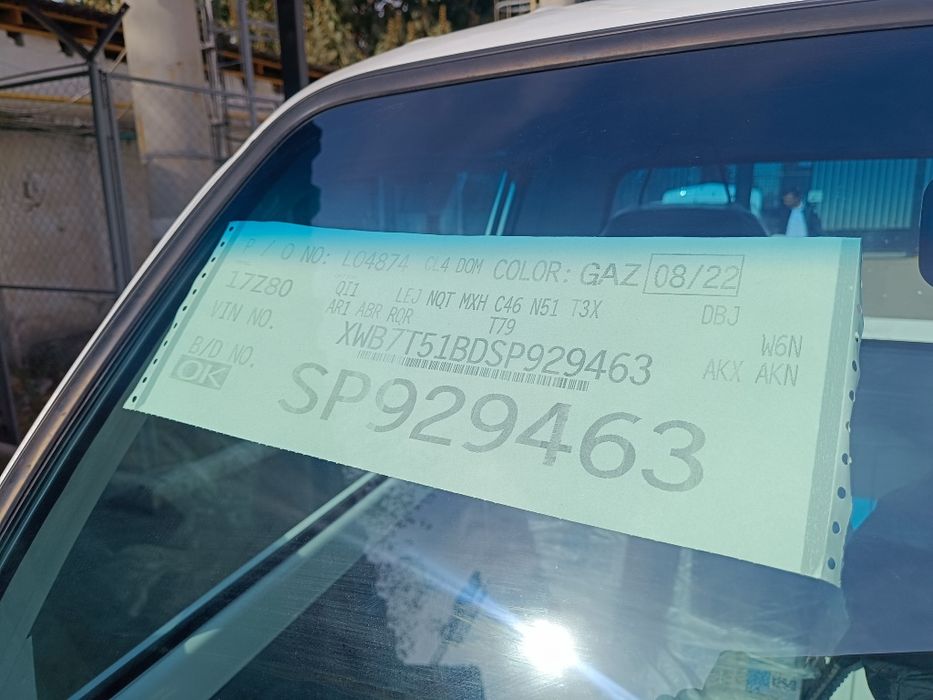 P / O NO: L04874 CL4 DOM COLOR: GAZ 08/22
17Z80 QI1 LEJ NQT MXH C46 N51 T3X DBJ
AR1 ABR RQR T79 W6N
VIN NO. XWB7T51BDSP929463 AKX AKN
B/D NO. SP929463
OK